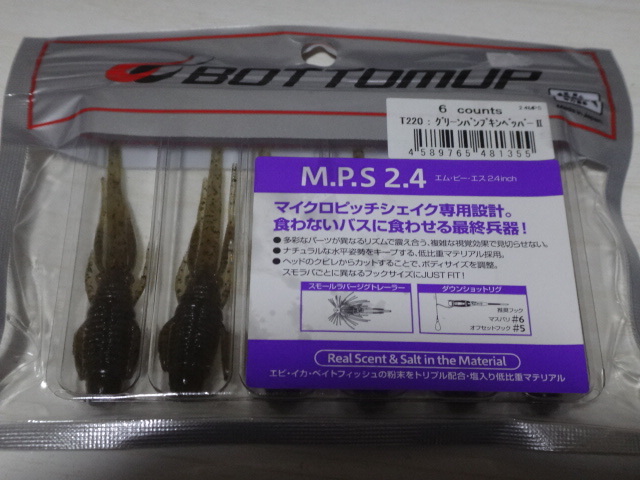 BOTTOMUP
6 counts
T220：グリーンパンプキンペッパーⅡ
4 589765 481355
M.P.S 2.4 エム・ピー・エス 2.4inch
マイクロピッチシェイク専用設計。
食わないバスに食わせる最終兵器！
●多彩なパーツが異なるリズムで震え合う、複雑な視覚効果で見切らせない。
●ナチュラルな水平姿勢をキープする、低比重マテリアル採用。
●ヘッドのクビレからカットすることで、ボディサイズを調整。
スモラバごとに異なるフックサイズにJUST FIT！
スモールラバージグトレーラー
ダウンショットリグ
推奨フック
マスバリ #6
オフセットフック #5
Real Scent & Salt in the Material
エビ・イカ・ベイトフィッシュの粉末をトリプル配合・塩入り低比重マテリアル